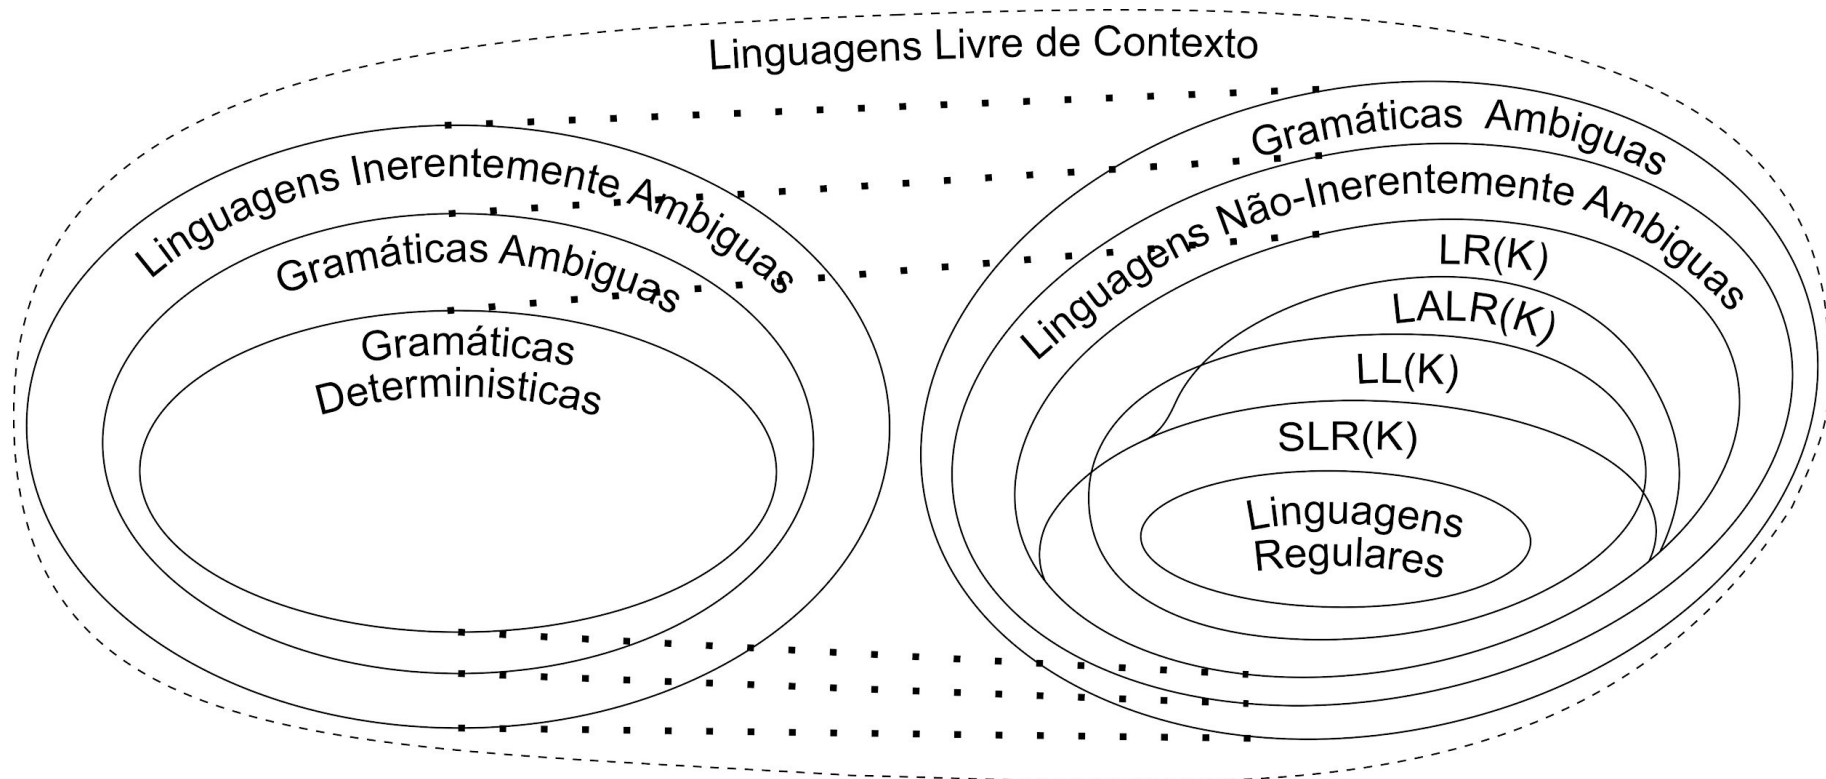 Linguagens Livre de Contexto
Linguagens Inerentemente Ambiguas
Gramáticas Ambiguas
Gramáticas
Deterministicas
Gramáticas Ambiguas
Linguagens Não-Inerentemente Ambiguas
LR(K)
LALR(K)
LL(K)
SLR(K)
Linguagens
Regulares